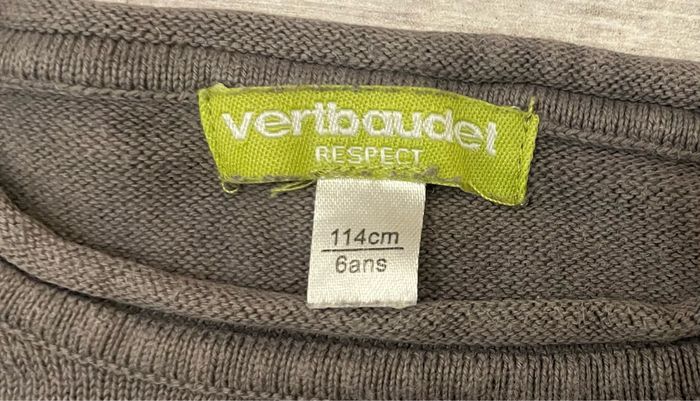 vertbaudet
RESPECT
114cm
6ans